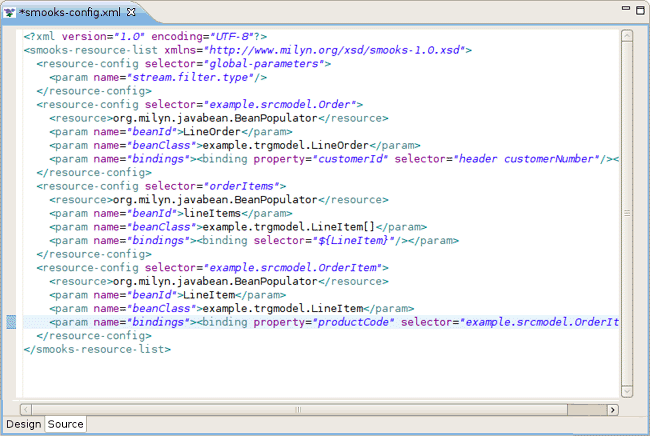 *smooks-config.xml
<?xml version="1.0" encoding="UTF-8"?>
<smooks-resource-list xmlns="http://www.milyn.org/xsd/smooks-1.0.xsd">
<resource-config selector="global-parameters">
<param name="stream.filter.type"/>
</resource-config>
<resource-config selector="example.srcmodel.Order">
<resource>org.milyn.javabean.BeanPopulator</resource>
<param name="beanId">LineOrder</param>
<param name="beanClass">example.trgmodel.LineOrder</param>
<param name="bindings"><binding property="customerId" selector="header customerNumber"/><
</resource-config>
<resource-config selector="orderItems">
<resource>org.milyn.javabean.BeanPopulator</resource>
<param name="beanId">lineItems</param>
<param name="beanClass">example.trgmodel.LineItem[]</param>
<param name="bindings"><binding selector="${LineItem}"/></param>
</resource-config>
<resource-config selector="example.srcmodel.OrderItem">
<resource>org.milyn.javabean.BeanPopulator</resource>
<param name="beanId">LineItem</param>
<param name="beanClass">example.trgmodel.LineItem</param>
<param name="bindings"><binding property="productCode" selector="example.srcmodel.OrderIt
</resource-config>
</smooks-resource-list>
Design Source